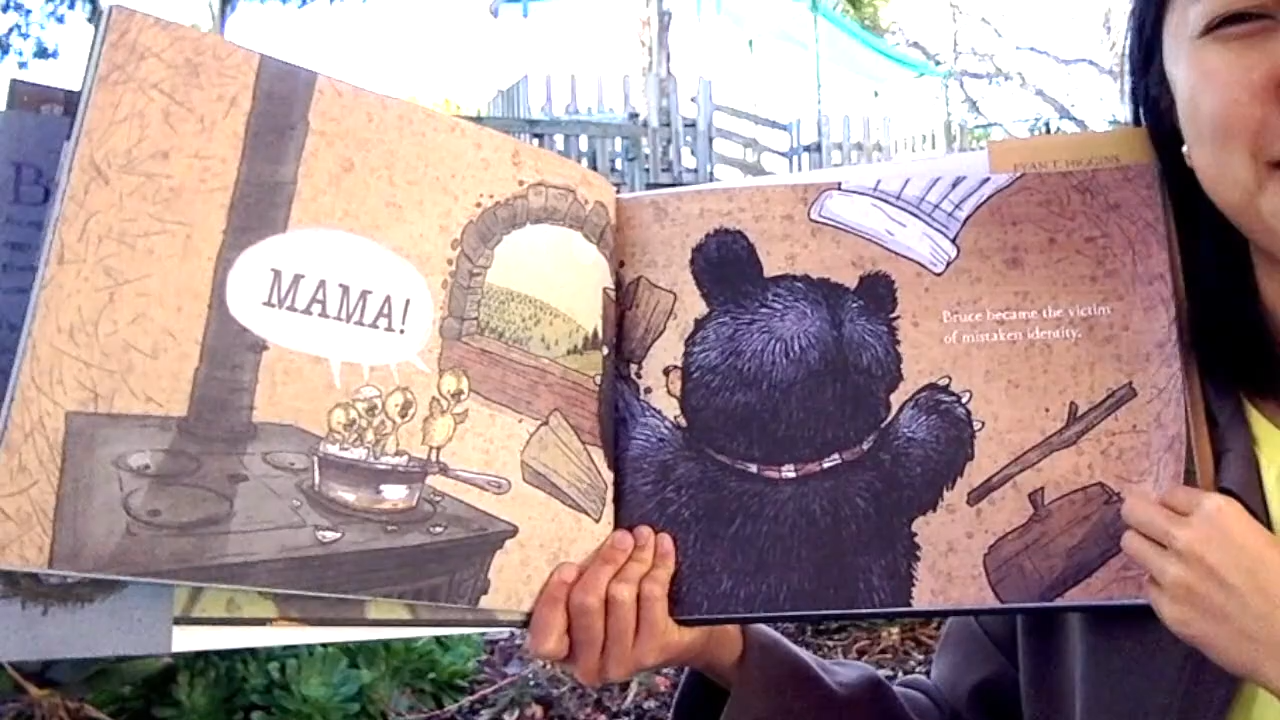 B
MAMA!
RYAN T. HIGGINS
Bruce became the victim
of mistaken identity.